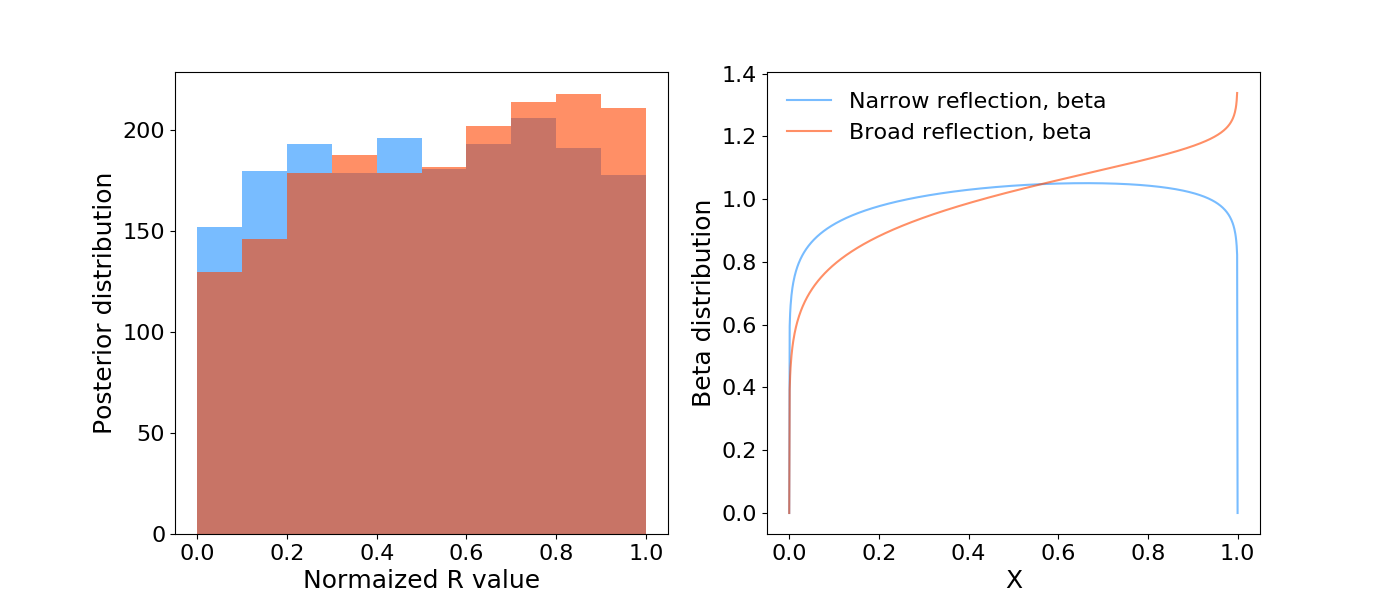 Posterior distribution
200
150
100
50
0
0.0 0.2 0.4 0.6 0.8 1.0
Normaized R value
Beta distribution
1.4
1.2
1.0
0.8
0.6
0.4
0.2
0.0
Narrow reflection, beta
Broad reflection, beta
0.0 0.2 0.4 0.6 0.8 1.0
X